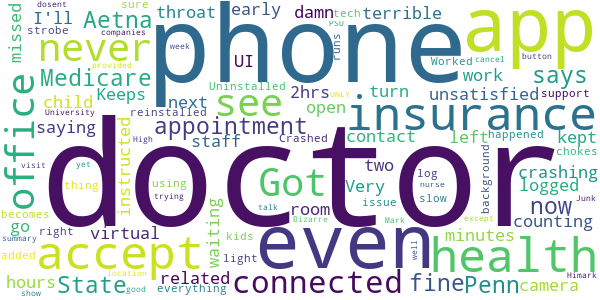 dosent
companies
missed
I'll
sure
tech
strobe
Aetna
throat
early
damn
terrible
phone
app
PSU
runs
Worked
week
cancel
button
never
UI
provided
Uninstalled
2hrs
work
says
Medicare
child
Keeps
next
see
open
turn
unsatisfied
support
University
High
reinstalled
ONLY
insurance
office
saying
instructed
appointment
staff
contact
left
happened
kept
chokes
doctor
crashing
Crashed
two
log
background
logged
visit
yet
thing
using
Got
Very
issue
nurse
slow
now
go
trying
room
becomes
virtual
waiting
talk
Bizarre
Mark
except
Junk
accept
even
health
minutes
counting
show
added
right
kids
light
well
summary
hours
State
related
everything
connected
fine
Penn
camera
location
good
Himark